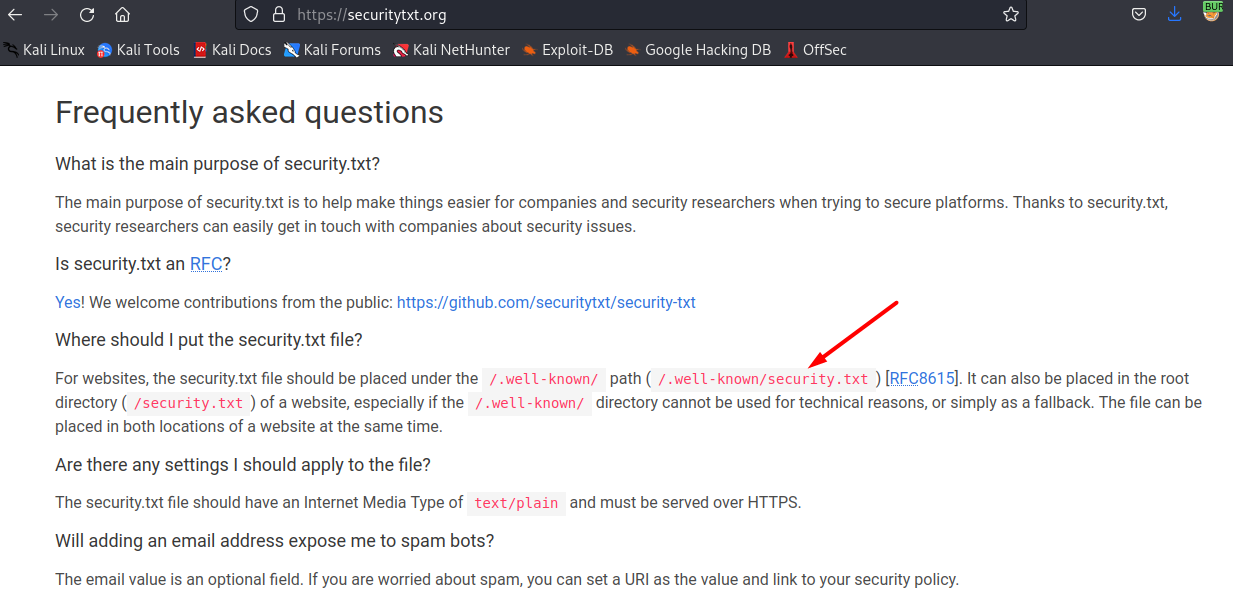 https://securitytxt.org
BUR
Kali Linux Kali Tools Kali Docs Kali Forums Kali NetHunter Exploit-DB Google Hacking DB OffSec
Frequently asked questions
What is the main purpose of security.txt?
The main purpose of security.txt is to help make things easier for companies and security researchers when trying to secure platforms. Thanks to security.txt,
security researchers can easily get in touch with companies about security issues.
Is security.txt an RFC?
Yes! We welcome contributions from the public: https://github.com/securitytxt/security-txt
Where should I put the security.txt file?
For websites, the security.txt file should be placed under the /.well-known/ path ( /.well-known/security.txt ) [RFC8615]. It can also be placed in the root
directory ( /security.txt ) of a website, especially if the /.well-known/ directory cannot be used for technical reasons, or simply as a fallback. The file can be
placed in both locations of a website at the same time.
Are there any settings I should apply to the file?
The security.txt file should have an Internet Media Type of text/plain and must be served over HTTPS.
Will adding an email address expose me to spam bots?
The email value is an optional field. If you are worried about spam, you can set a URI as the value and link to your security policy.